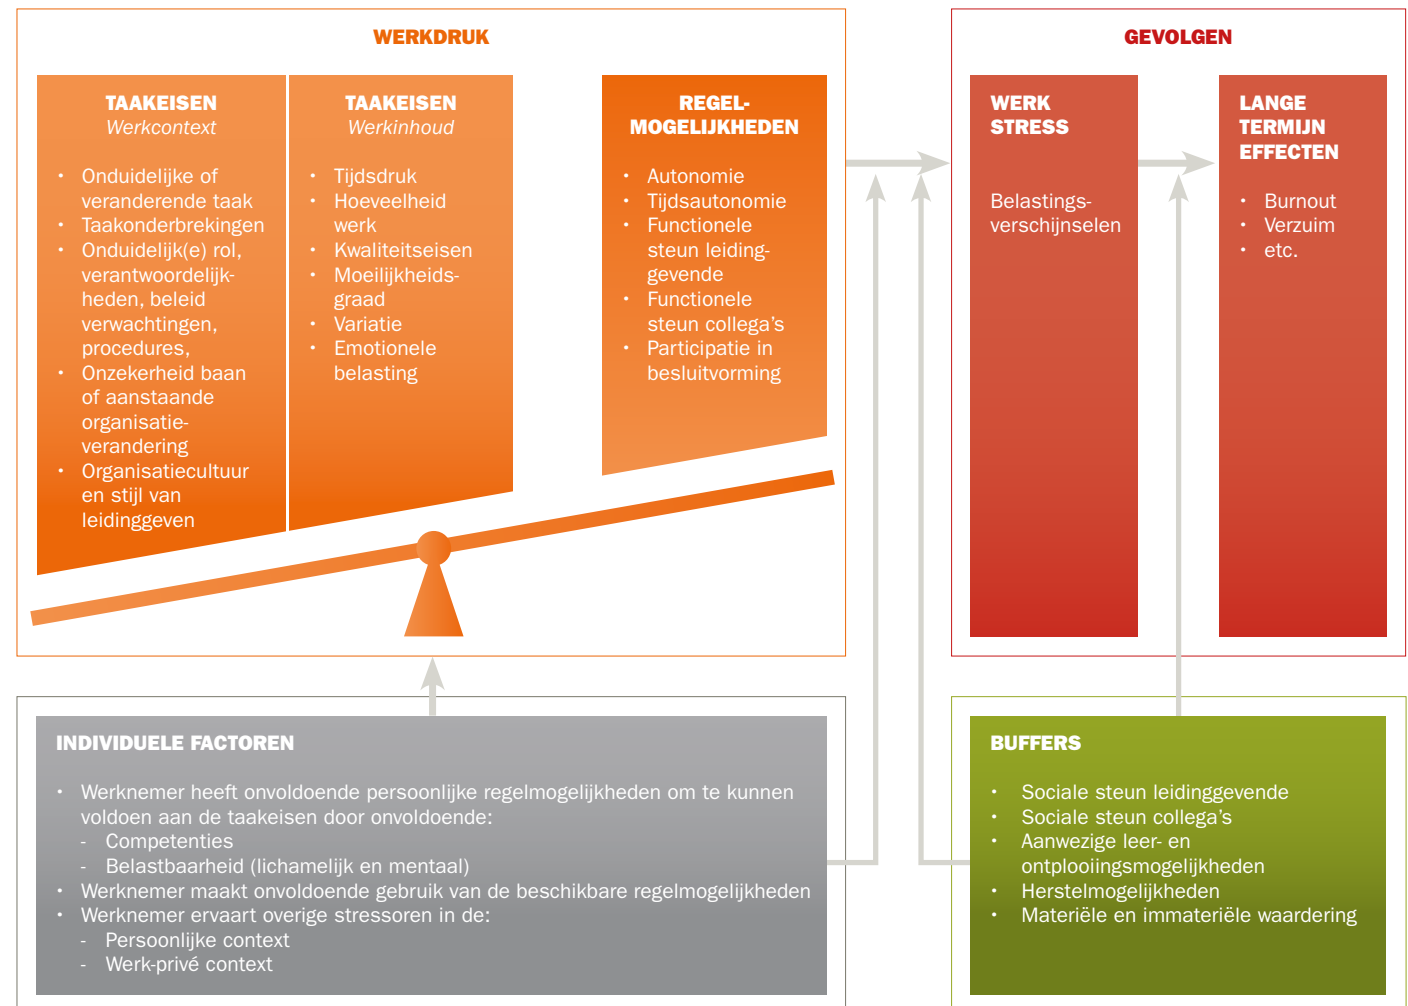 WERKDRUK
TAAKEISEN
Werkcontext
• Onduidelijke of
veranderende taak
• Taakonderbrekingen
• Onduidelijk(e) rol,
verantwoordelijk-
heden, beleid
verwachtingen,
procedures,
• Onzekerheid baan
of aanstaande
organisatie-
verandering
• Organisatiecultuur
en stijl van
leidinggeven
TAAKEISEN
Werkinhoud
• Tijdsdruk
• Hoeveelheid
werk
• Kwaliteitseisen
• Moeilijkheids-
graad
• Variatie
• Emotionele
belasting
REGEL-
MOGELIJKHEDEN
• Autonomie
• Tijdsautonomie
• Functionele
steun leiding-
gevende
• Functionele
steun collega's
• Participatie in
besluitvorming
GEVOLGEN
WERK
STRESS
Belastings-
verschijnselen
LANGE
TERMIJN
EFFECTEN
• Burnout
• Verzuim
• etc.
INDIVIDUELE FACTOREN
• Werknemer heeft onvoldoende persoonlijke regelmogelijkheden om te kunnen
voldoen aan de taakeisen door onvoldoende:
- Competenties
- Belastbaarheid (lichamelijk en mentaal)
• Werknemer maakt onvoldoende gebruik van de beschikbare regelmogelijkheden
• Werknemer ervaart overige stressoren in de:
- Persoonlijke context
- Werk-privé context
BUFFERS
• Sociale steun leidinggevende
• Sociale steun collega's
• Aanwezige leer- en
ontplooiingsmogelijkheden
• Herstelmogelijkheden
• Materiële en immateriële waardering